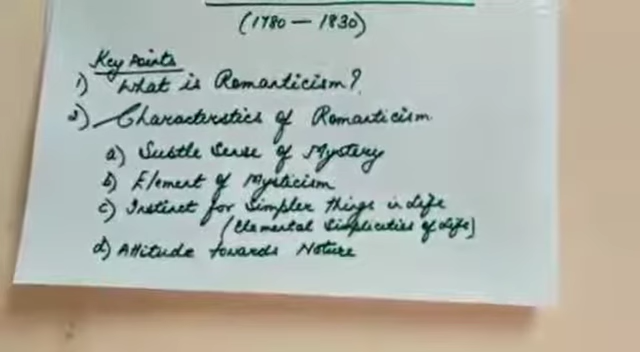 (1780 — 1830)
Key Points
1) What is Romanticism?
2) Characteristics of Romanticism
a) Subtle Sense of Mystery
b) Element of Mysticism
c) Instinct for Simpler things in Life
(Elemental Simplicities of Life)
d) Attitude towards Nature